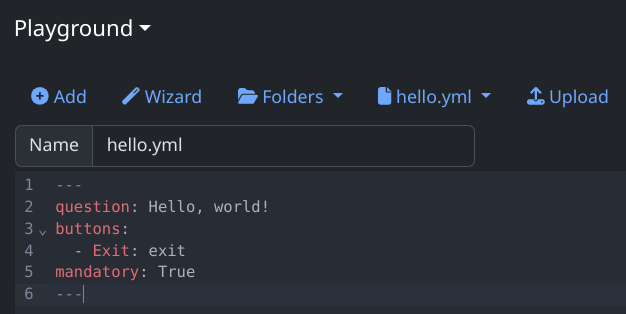 Playground
Add Wizard Folders hello.yml Upload
Name hello.yml
1 ---
2 question: Hello, world!
3 buttons:
4   - Exit: exit
5 mandatory: True
6 ---